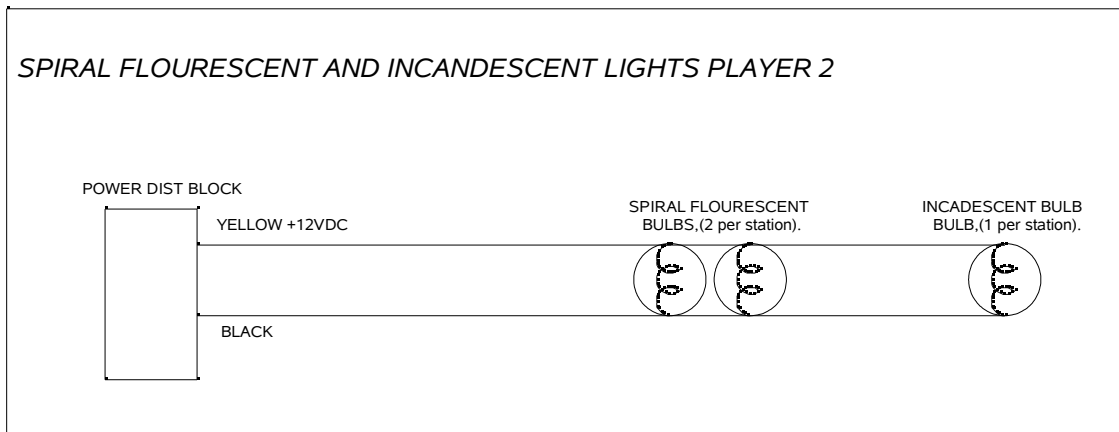 SPIRAL FLOURESCENT AND INCANDESCENT LIGHTS PLAYER 2
POWER DIST BLOCK
YELLOW +12VDC
SPIRAL FLOURESCENT
BULBS,(2 per station).
INCADESCENT BULB
BULB,(1 per station).
BLACK